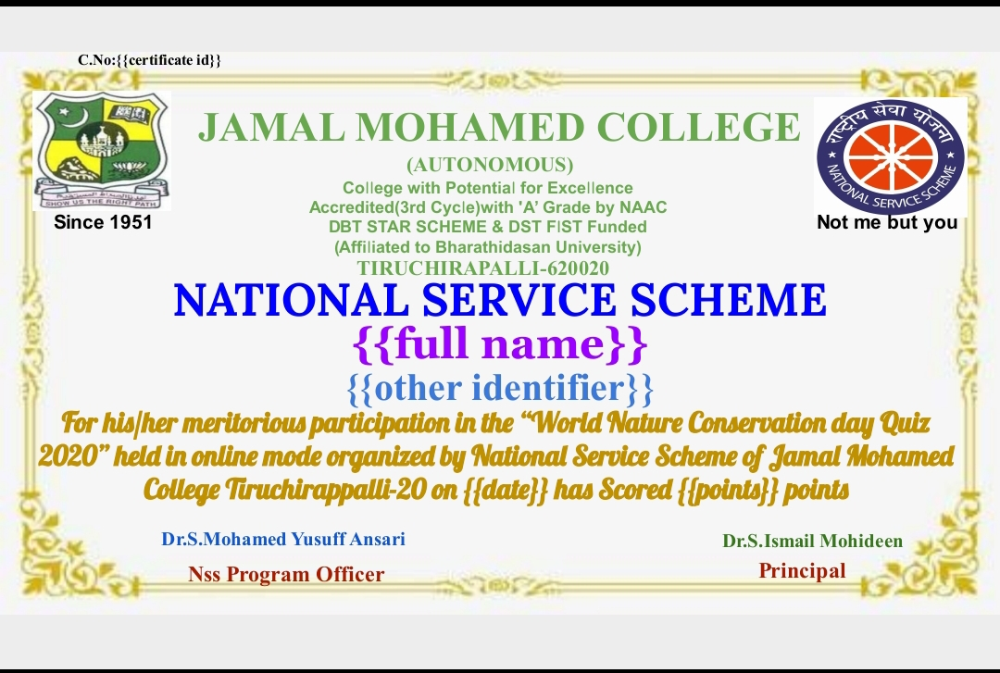 C.No:{{certificate id}}
JAMAL MOHAMED COLLEGE
(AUTONOMOUS)
College with Potential for Excellence
Accredited(3rd Cycle)with 'A’ Grade by NAAC
DBT STAR SCHEME & DST FIST Funded
(Affiliated to Bharathidasan University)
TIRUCHIRAPALLI-620020
SHOW US THE RIGHT PATH
Since 1951
राष्ट्रीय सेवा योजना
NATIONAL SERVICE SCHEME
Not me but you
NATIONAL SERVICE SCHEME
{{full name}}
{{other identifier}}
For his/her meritorious participation in the “World Nature Conservation day Quiz
2020” held in online mode organized by National Service Scheme of Jamal Mohamed
College Tiruchirappalli-20 on {{date}} has Scored {{points}} points
Dr.S.Mohamed Yusuff Ansari
Nss Program Officer
Dr.S.Ismail Mohideen
Principal